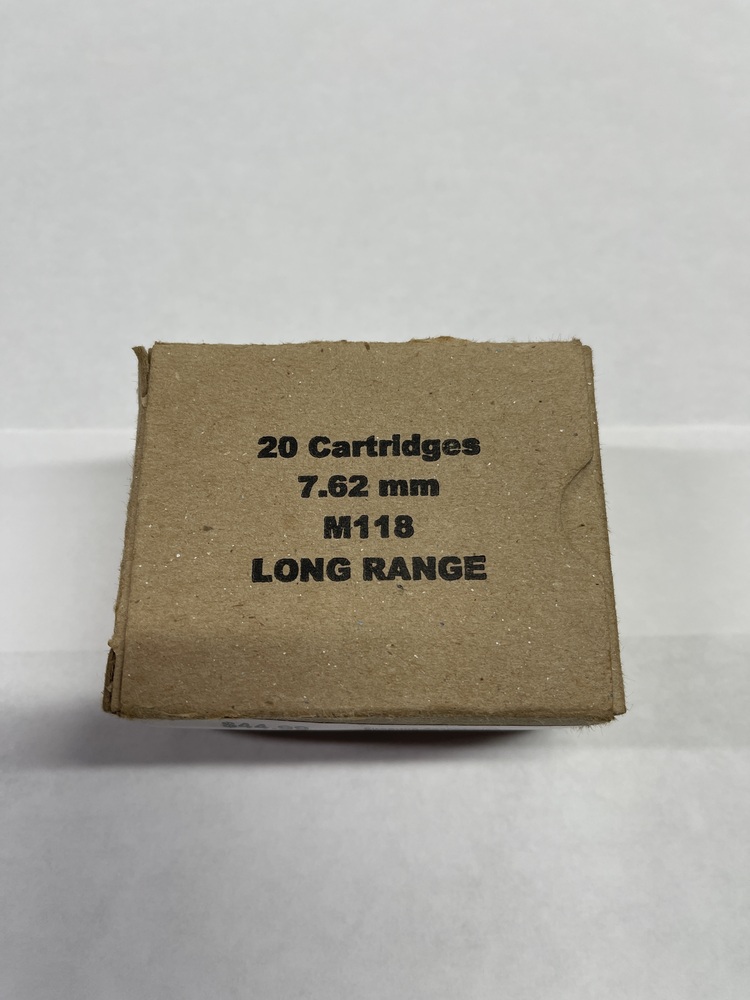 20 Cartridges
7.62 mm
M118
LONG RANGE